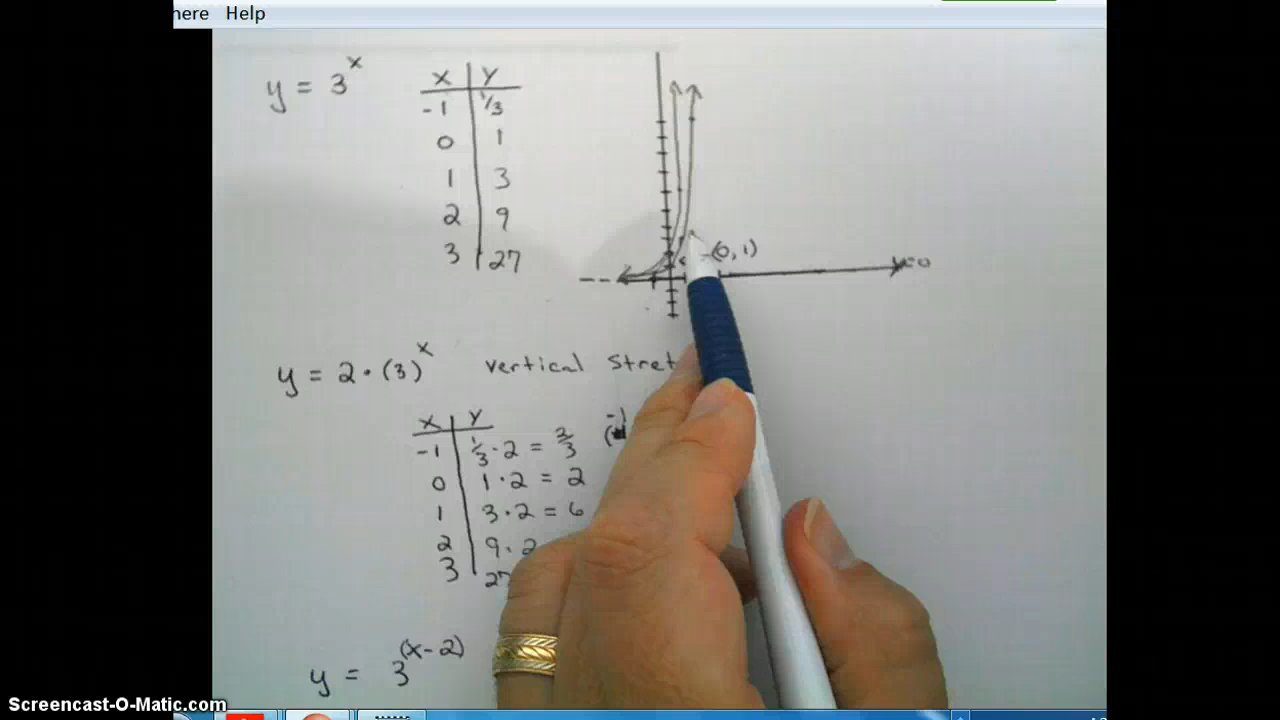 here Help
y = 3^x
X Y
-1 1/3
0 1
1 3
2 9
3 27
(0, 1)
y = 2 · (3)^x vertical Stret
X Y
-1 1/3 · 2 = 2/3
0 1 · 2 = 2
1 3 · 2 = 6
2 9 · 2
3 27
y = 3^(x-2)
Screencast-O-Matic.com